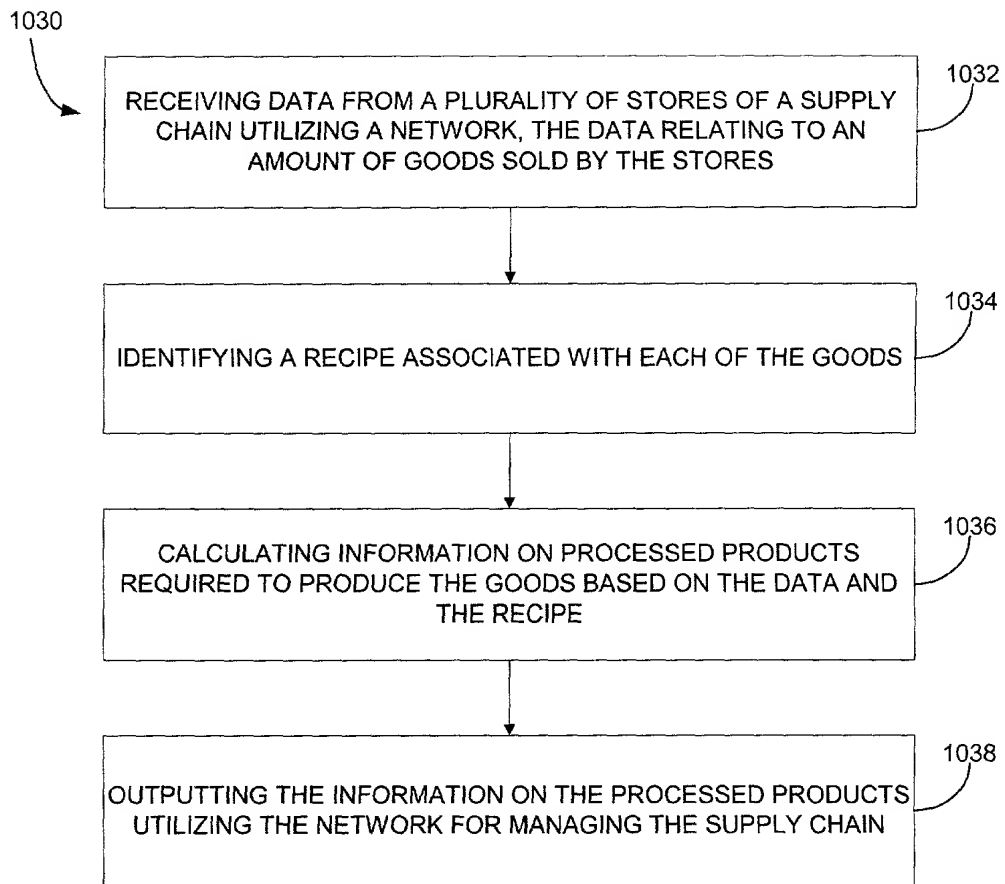 1030
1032
RECEIVING DATA FROM A PLURALITY OF STORES OF A SUPPLY
CHAIN UTILIZING A NETWORK, THE DATA RELATING TO AN
AMOUNT OF GOODS SOLD BY THE STORES
1034
IDENTIFYING A RECIPE ASSOCIATED WITH EACH OF THE GOODS
1036
CALCULATING INFORMATION ON PROCESSED PRODUCTS
REQUIRED TO PRODUCE THE GOODS BASED ON THE DATA AND
THE RECIPE
1038
OUTPUTTING THE INFORMATION ON THE PROCESSED PRODUCTS
UTILIZING THE NETWORK FOR MANAGING THE SUPPLY CHAIN